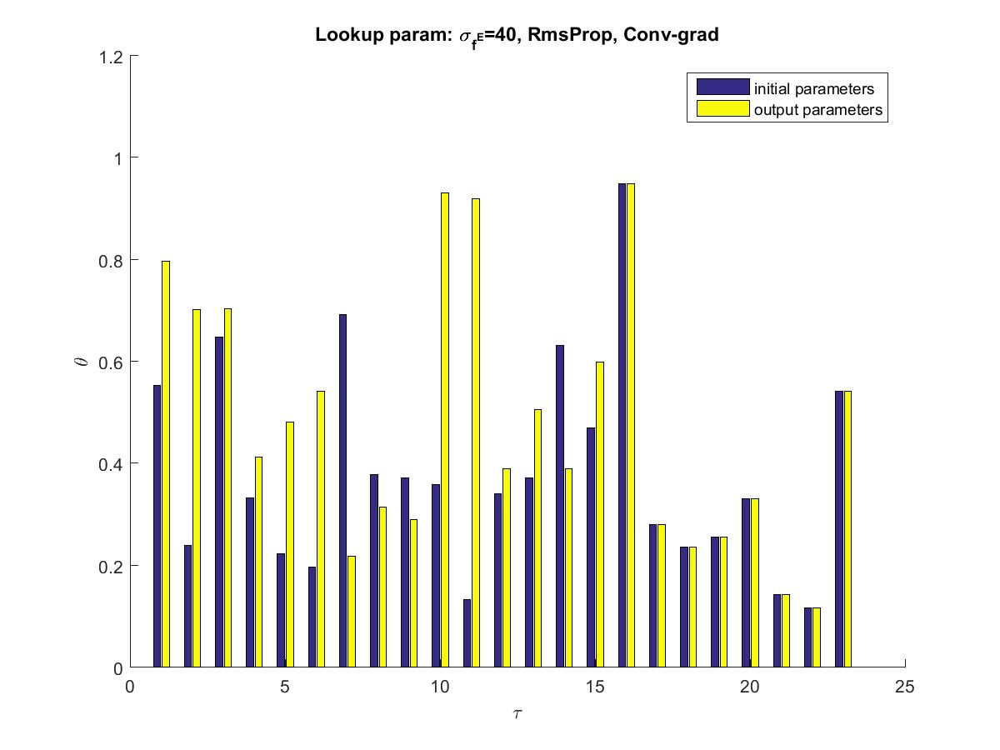 Lookup param: σ_f^E=40, RmsProp, Conv-grad
1.2
initial parameters
output parameters
1
0.8
0.6
θ
0.4
0.2
0
0 5 10 15 20 25
τ